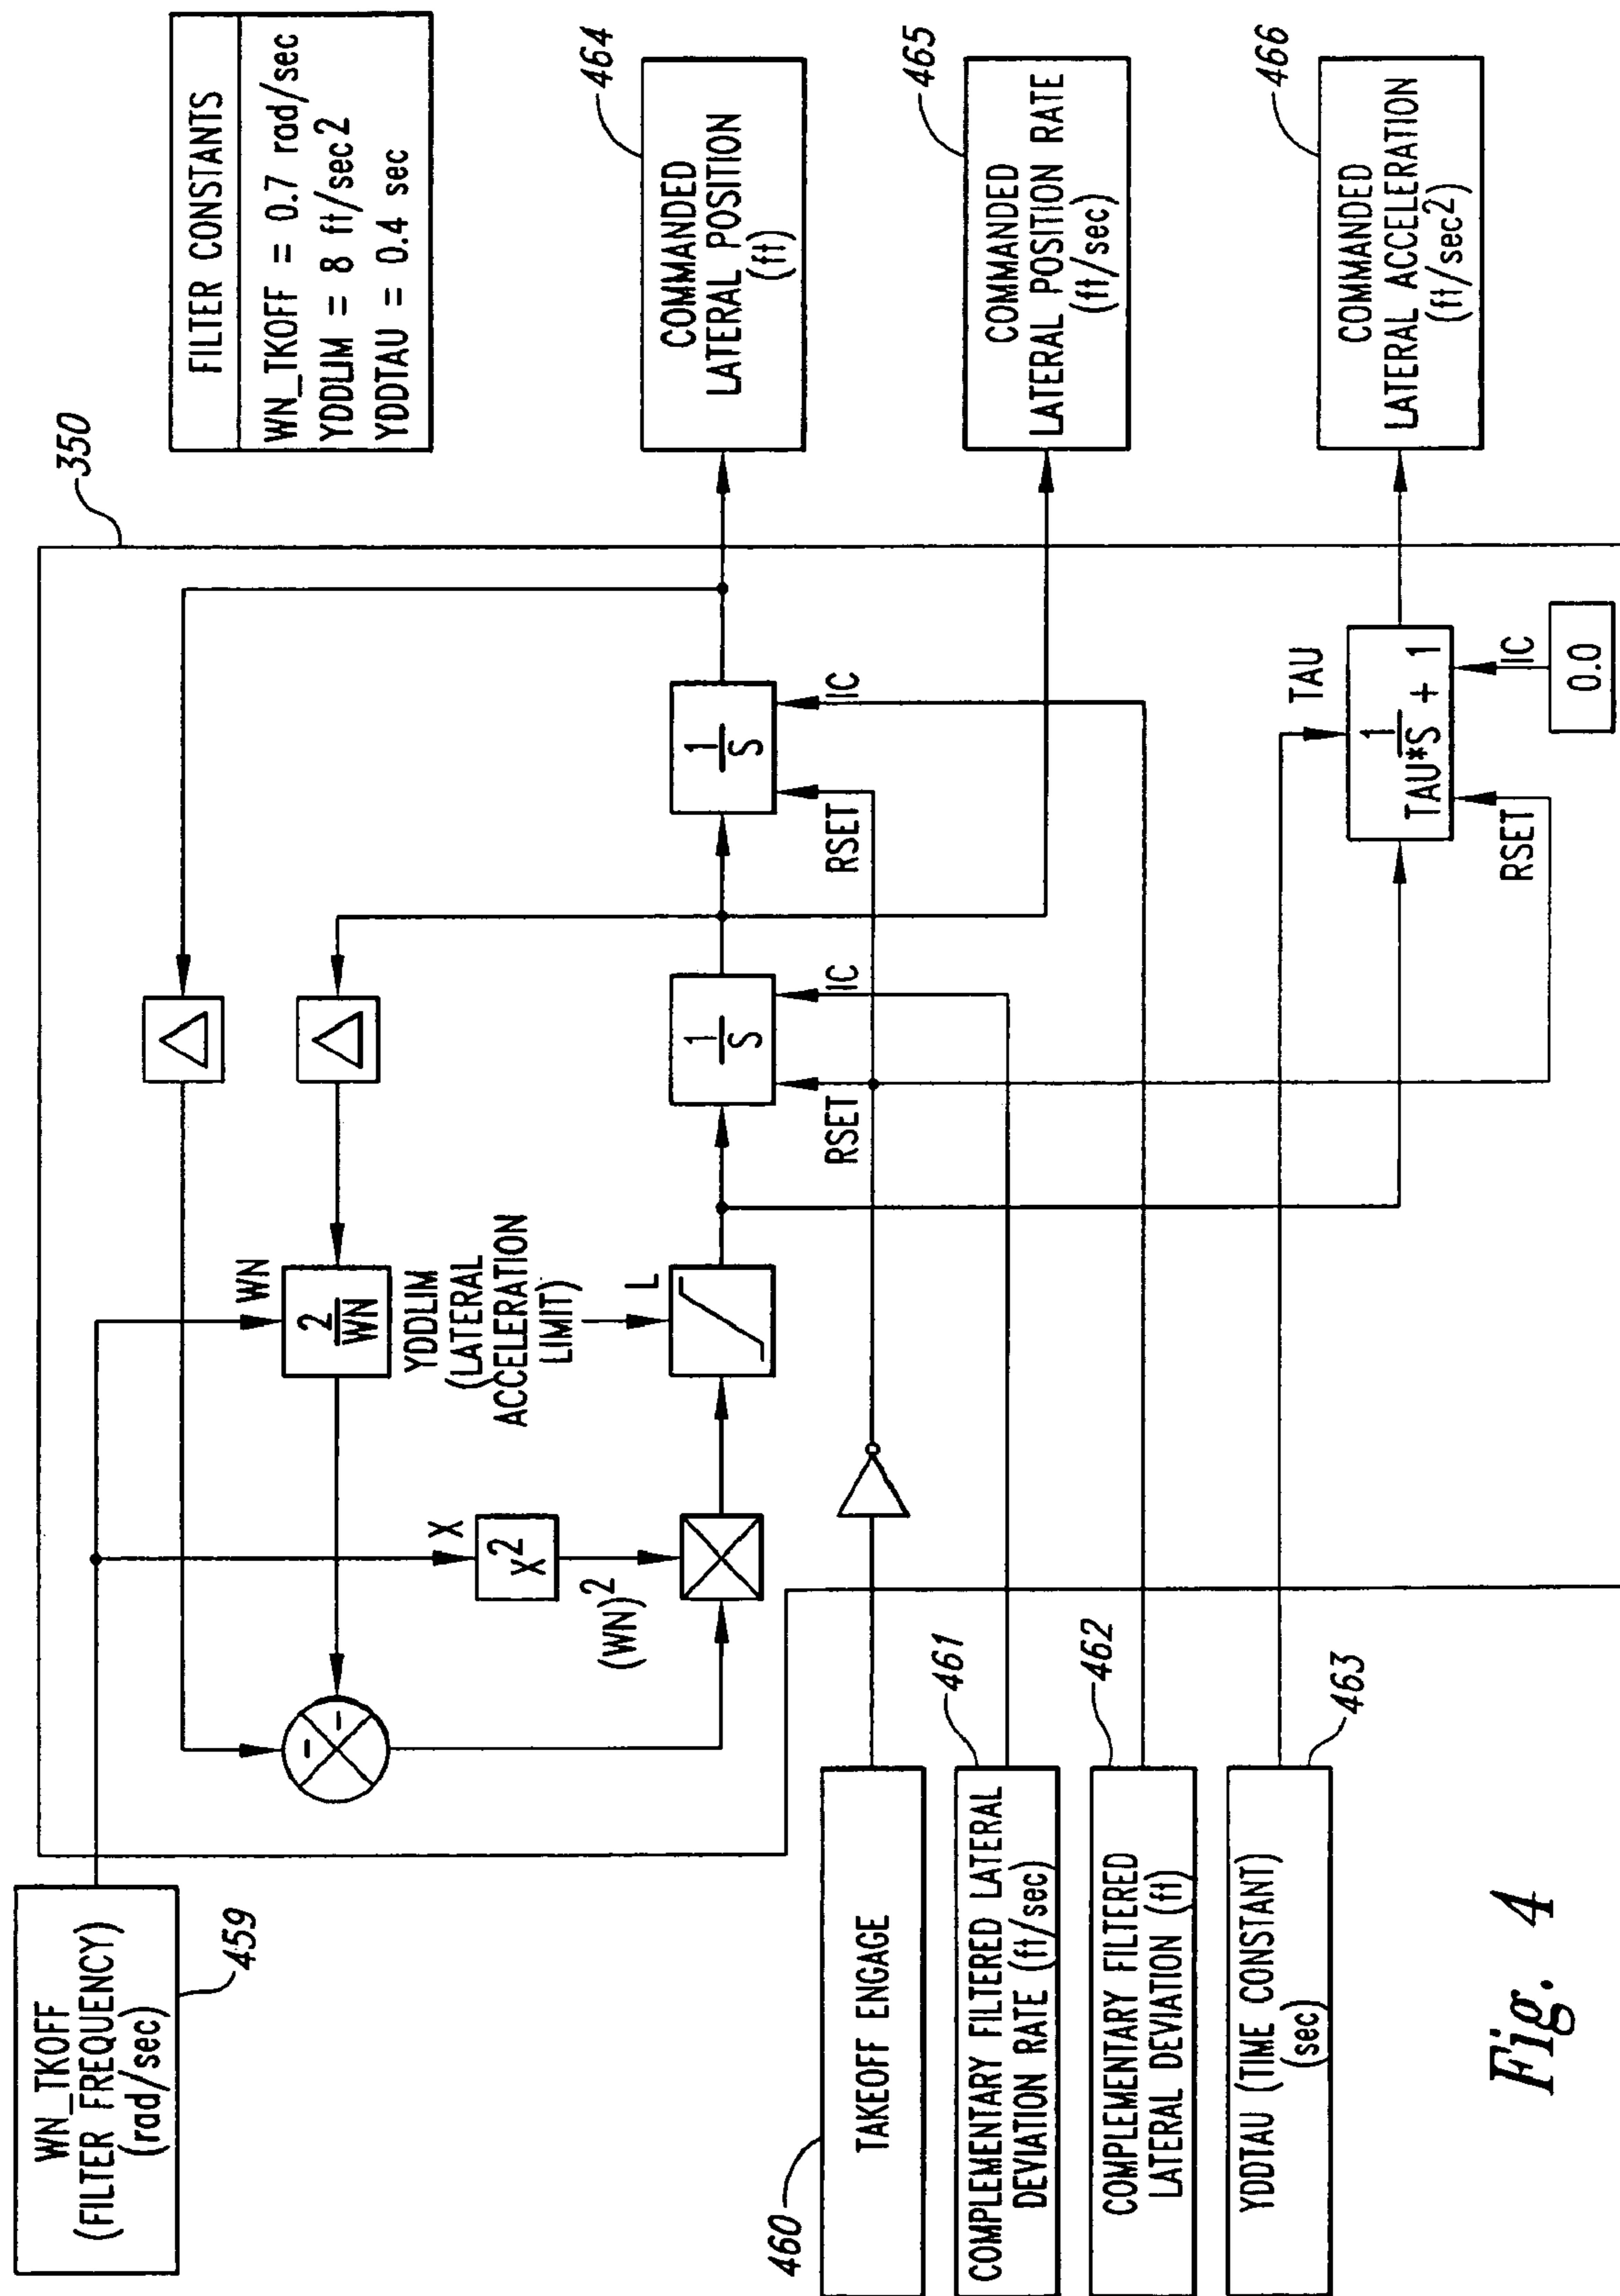 WN_TKOFF
(FILTER FREQUENCY)
(rad/sec)
459
350
FILTER CONSTANTS
WN_TKOFF = 0.7 rad/sec
YDDLIM = 8 ft/sec2
YDDTAU = 0.4 sec
WN
2
WN
-
-
X
X2
(WN)2
YDDLIM
(LATERAL
ACCELERATION
LIMIT)
L
1
S
RSET
IC
1
S
RSET
IC
COMMANDED
LATERAL POSITION
(ft)
464
COMMANDED
LATERAL POSITION RATE
(ft/sec)
465
460
TAKEOFF ENGAGE
COMPLEMENTARY FILTERED LATERAL
DEVIATION RATE (ft/sec)
461
COMPLEMENTARY FILTERED
LATERAL DEVIATION (ft)
462
YDDTAU (TIME CONSTANT)
(sec)
463
TAU
1
TAU*S + 1
RSET
IC
0.0
COMMANDED
LATERAL ACCELERATION
(ft/sec2)
466
Fig. 4